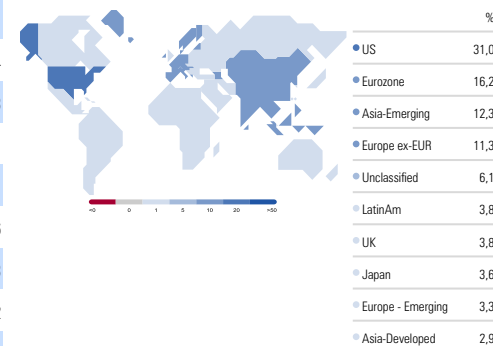 %
US 31,0
Eurozone 16,2
Asia-Emerging 12,3
Europe ex-EUR 11,3
Unclassified 6,1
LatinAm 3,8
UK 3,8
Japan 3,6
Europe - Emerging 3,3
Asia-Developed 2,9
<0 0 1 5 10 20 >50